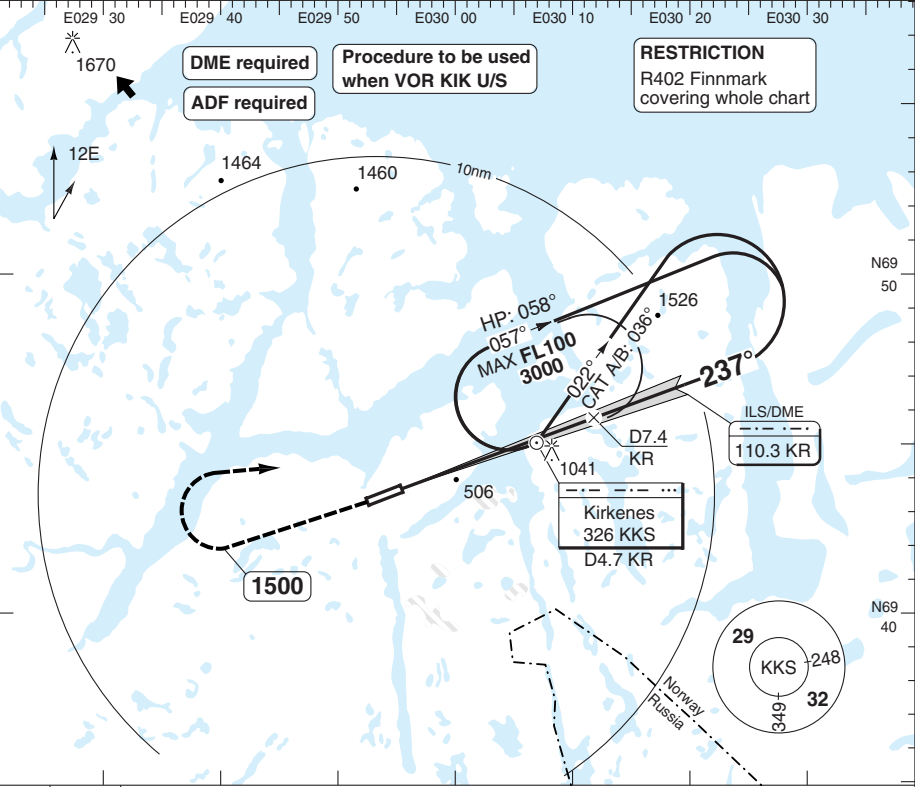 E029 30
E029 40
E029 50
E030 00
E030 10
E030 20
E030 30
1670
DME required
ADF required
Procedure to be used
when VOR KIK U/S
RESTRICTION
R402 Finnmark
covering whole chart
12E
1464
1460
10nm
N69
50
HP: 058°
057°
MAX FL100
3000
022°
CAT A/B: 036°
1526
237°
ILS/DME
110.3 KR
D7.4
KR
1041
506
Kirkenes
326 KKS
D4.7 KR
1500
N69
40
29
KKS
248
32
349
Norway
Russia